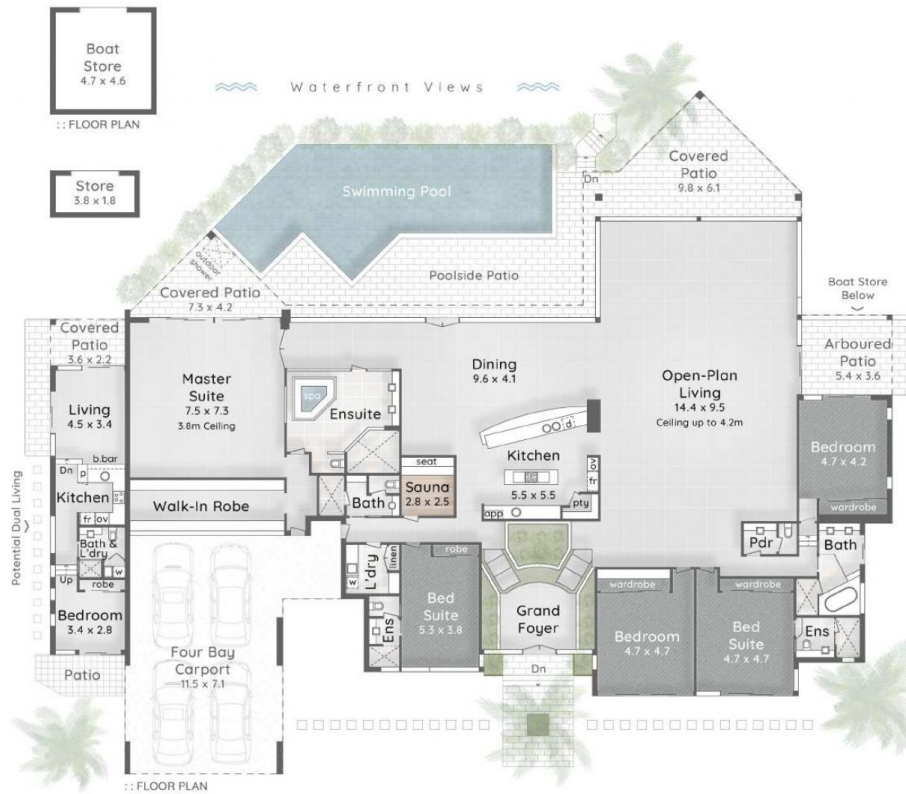 Boat
Store
4.7 x 4.6
:: FLOOR PLAN
Waterfront Views
Store
3.8 x 1.8
Swimming Pool
Dn
Covered
Patio
9.8 x 6.1
outdoor
shower
Poolside Patio
Covered Patio
7.3 x 4.2
Boat Store
Below
Covered
Patio
3.6 x 2.2
Arboured
Patio
5.4 x 3.6
Master
Suite
7.5 x 7.3
3.8m Ceiling
Dining
9.6 x 4.1
Open-Plan
Living
14.4 x 9.5
Ceiling up to 4.2m
Living
4.5 x 3.4
spa
Ensuite
d
Bedroom
4.7 x 4.2
wardrobe
b.bar
Dn
p
Kitchen
fr ov
seat
Sauna
2.8 x 2.5
Kitchen
5.5 x 5.5
ov
fr
pty
app
Walk-In Robe
Bath
Potential Dual Living
Bath &
L'dry
w
Up
robe
Bedroom
3.4 x 2.8
Patio
Pdr
Bath
L'dry
w
linen
robe
Bed
Suite
5.3 x 3.8
Ens
Grand
Foyer
Dn
wardrobe
Bedroom
4.7 x 4.7
wardrobe
Bed
Suite
4.7 x 4.7
Ens
Four Bay
Carport
11.5 x 7.1
:: FLOOR PLAN